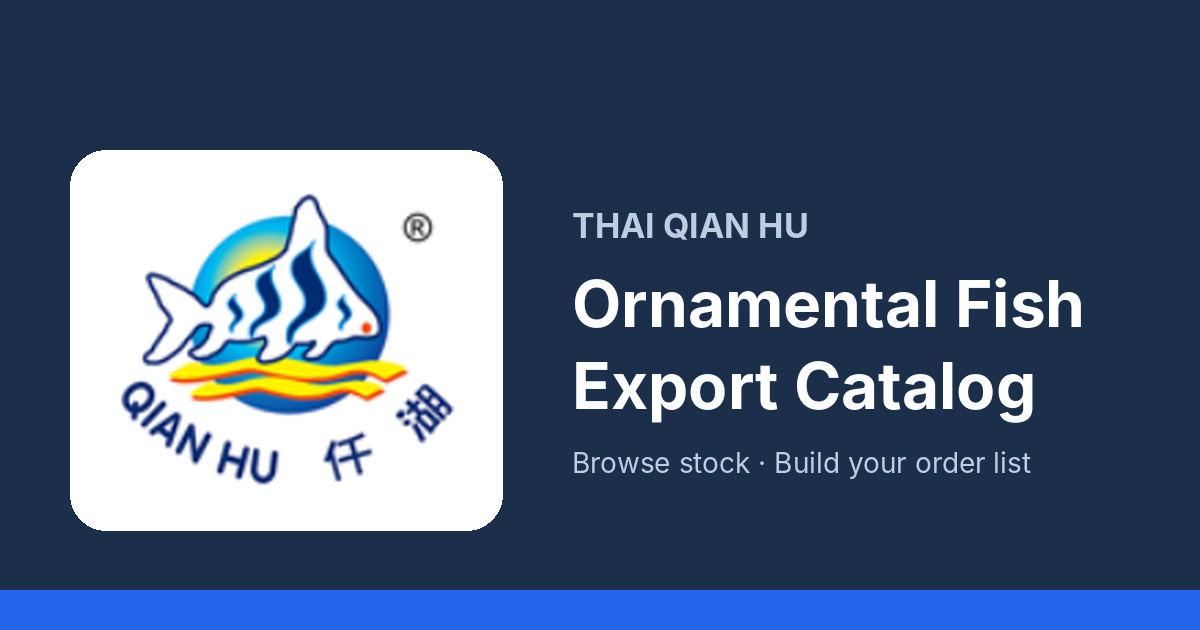 ®
QIAN HU 仟 湖
THAI QIAN HU
Ornamental Fish
Export Catalog
Browse stock · Build your order list